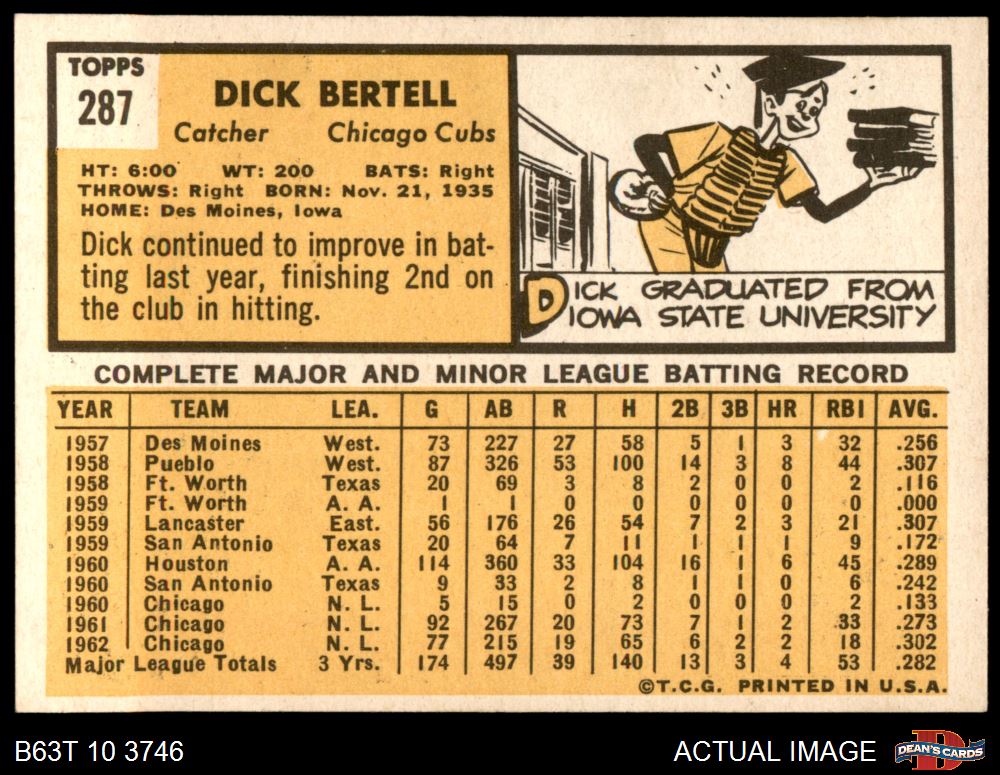 TOPPS
287
DICK BERTELL
Catcher Chicago Cubs
HT: 6:00 WT: 200 BATS: Right
THROWS: Right BORN: Nov. 21, 1935
HOME: Des Moines, Iowa
Dick continued to improve in bat-
ting last year, finishing 2nd on
the club in hitting.
DICK GRADUATED FROM
IOWA STATE UNIVERSITY
COMPLETE MAJOR AND MINOR LEAGUE BATTING RECORD
YEAR TEAM LEA. G AB R H 2B 3B HR RBI AVG.
1957 Des Moines West. 73 227 27 58 5 1 3 32 .256
1958 Pueblo West. 87 326 53 100 14 3 8 44 .307
1958 Ft. Worth Texas 20 69 3 8 2 0 0 2 .116
1959 Ft. Worth A. A. 1 1 0 0 0 0 0 0 .000
1959 Lancaster East. 56 176 26 54 7 2 3 21 .307
1959 San Antonio Texas 20 64 7 11 1 1 1 9 .172
1960 Houston A. A. 114 360 33 104 16 1 6 45 .289
1960 San Antonio Texas 9 33 2 8 1 1 0 6 .242
1960 Chicago N. L. 5 15 0 2 0 0 0 2 .133
1961 Chicago N. L. 92 267 20 73 7 1 2 33 .273
1962 Chicago N. L. 77 215 19 65 6 2 2 18 .302
Major League Totals 3 Yrs. 174 497 39 140 13 3 4 53 .282
©T.C.G. PRINTED IN U.S.A.
B63T 10 3746 ACTUAL IMAGE DEAN'S CARDS